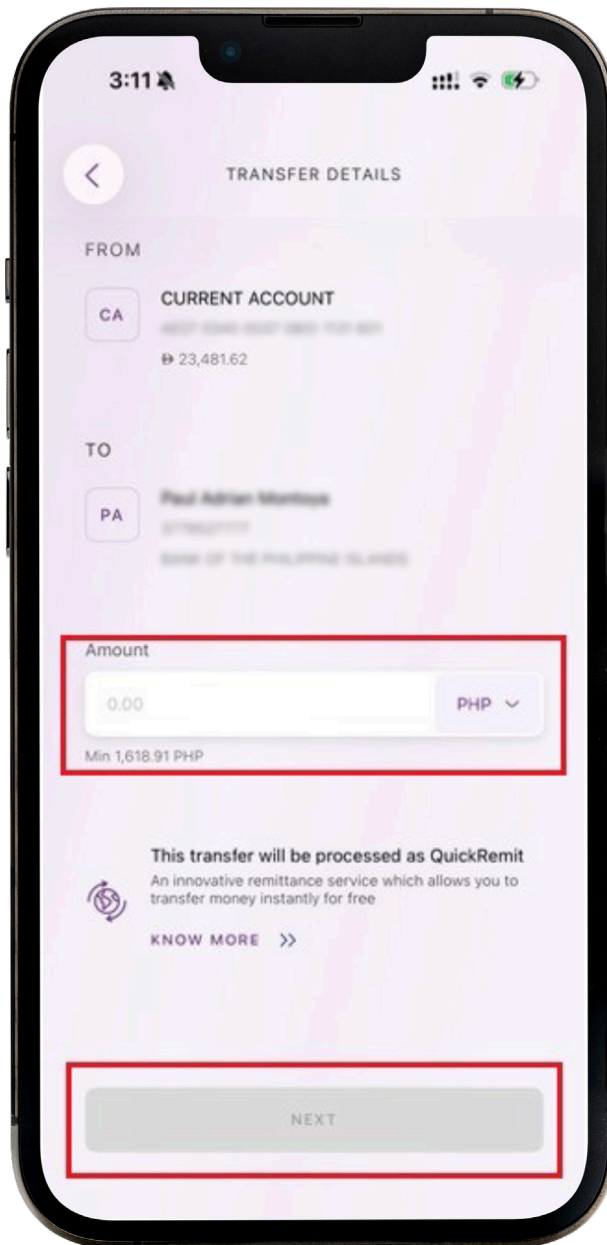 3:11
TRANSFER DETAILS
FROM
CA
CURRENT ACCOUNT
23,481.62
TO
PA
Amount
0.00
PHP
Min 1,618.91 PHP
This transfer will be processed as QuickRemit
An innovative remittance service which allows you to
transfer money instantly for free
KNOW MORE >>
NEXT